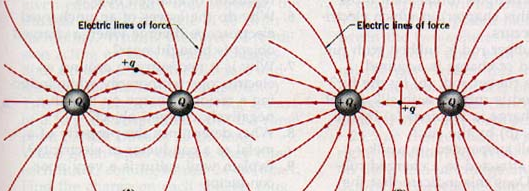 Electric lines of force
+q
+Q
-Q
Electric lines of force
+q
+Q
+Q